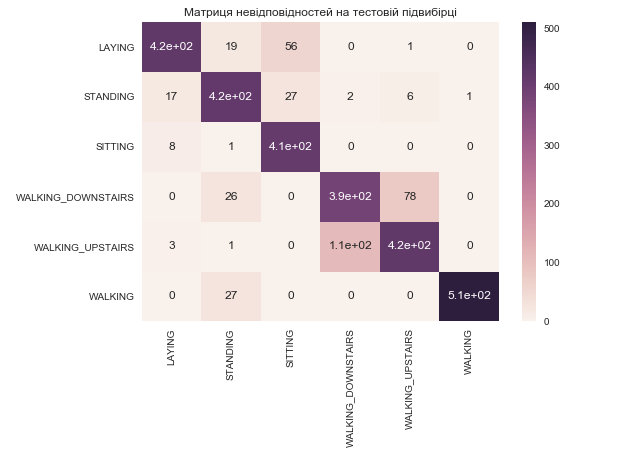 Матриця невідповідностей на тестовій підвибірці
LAYING 4.2e+02 19 56 0 1 0
STANDING 17 4.2e+02 27 2 6 1
SITTING 8 1 4.1e+02 0 0 0
WALKING_DOWNSTAIRS 0 26 0 3.9e+02 78 0
WALKING_UPSTAIRS 3 1 0 1.1e+02 4.2e+02 0
WALKING 0 27 0 0 0 5.1e+02
LAYING
STANDING
SITTING
WALKING_DOWNSTAIRS
WALKING_UPSTAIRS
WALKING
500
400
300
200
100
0